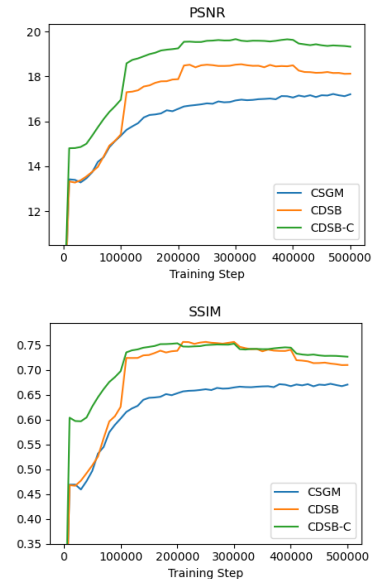 PSNR
20
18
16
14
12
CSGM
CDSB
CDSB-C
0 100000 200000 300000 400000 500000
Training Step
SSIM
0.75
0.70
0.65
0.60
0.55
0.50
0.45
0.40
0.35
CSGM
CDSB
CDSB-C
0 100000 200000 300000 400000 500000
Training Step